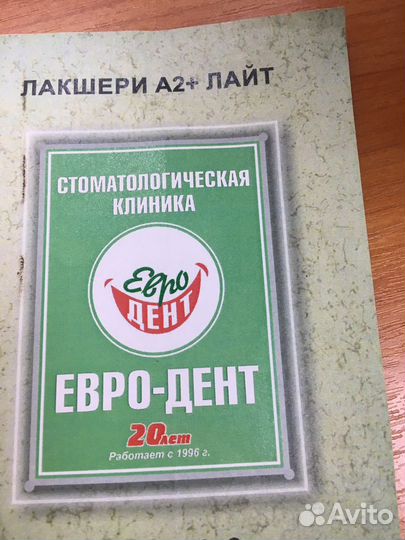 ЛАКШЕРИ А2+ ЛАЙТ
СТОМАТОЛОГИЧЕСКАЯ
КЛИНИКА
Евро
ДЕНТ
ЕВРО-ДЕНТ
20лет
Работает с 1996 г.
Avito